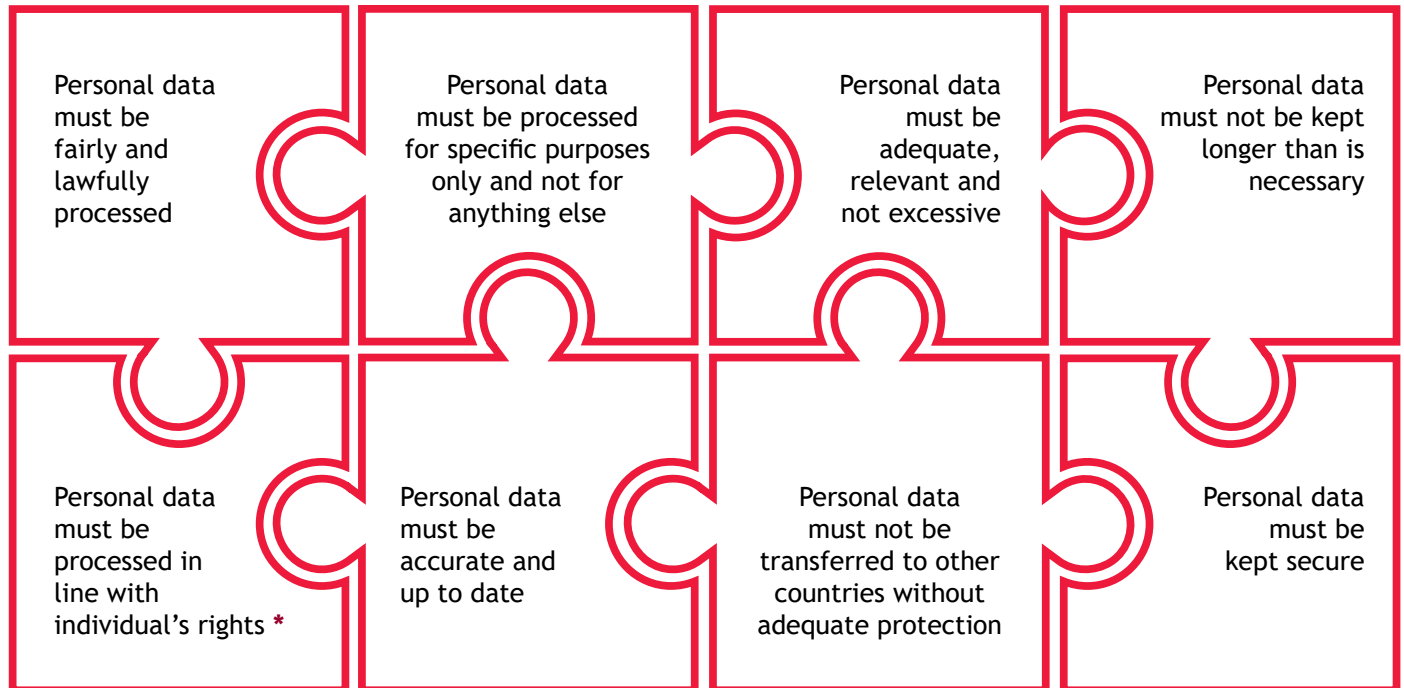 Personal data
must be
fairly and
lawfully
processed
Personal data
must be processed
for specific purposes
only and not for
anything else
Personal data
must be
adequate,
relevant and
not excessive
Personal data
must not be kept
longer than is
necessary
Personal data
must be
processed in
line with
individual’s rights *
Personal data
must be
accurate and
up to date
Personal data
must not be
transferred to other
countries without
adequate protection
Personal data
must be
kept secure